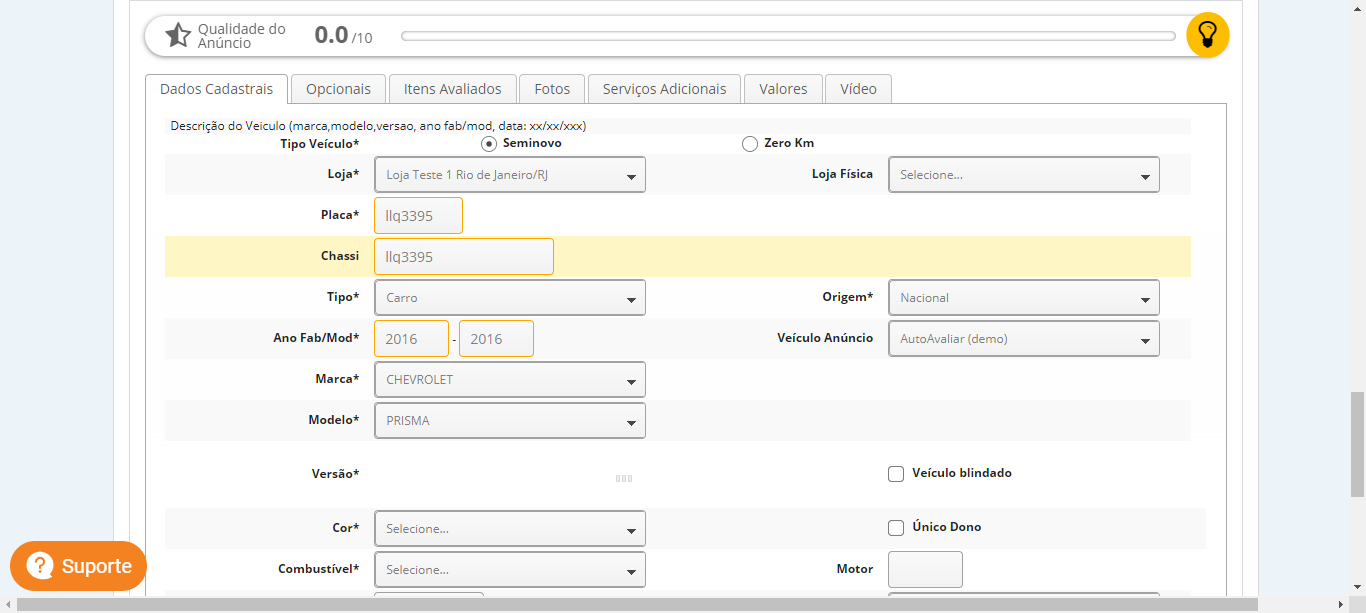 Qualidade do
Anúncio
0.0 /10
Dados Cadastrais Opcionais Itens Avaliados Fotos Serviços Adicionais Valores Vídeo
Descrição do Veiculo (marca,modelo,versao, ano fab/mod, data: xx/xx/xxx)
Tipo Veículo* Seminovo Zero Km
Loja* Loja Teste 1 Rio de Janeiro/RJ Loja Física Selecione...
Placa* llq3395
Chassi llq3395
Tipo* Carro Origem* Nacional
Ano Fab/Mod* 2016 - 2016 Veículo Anúncio AutoAvaliar (demo)
Marca* CHEVROLET
Modelo* PRISMA
Versão* Veículo blindado
Cor* Selecione... Único Dono
Combustível* Selecione... Motor
? Suporte